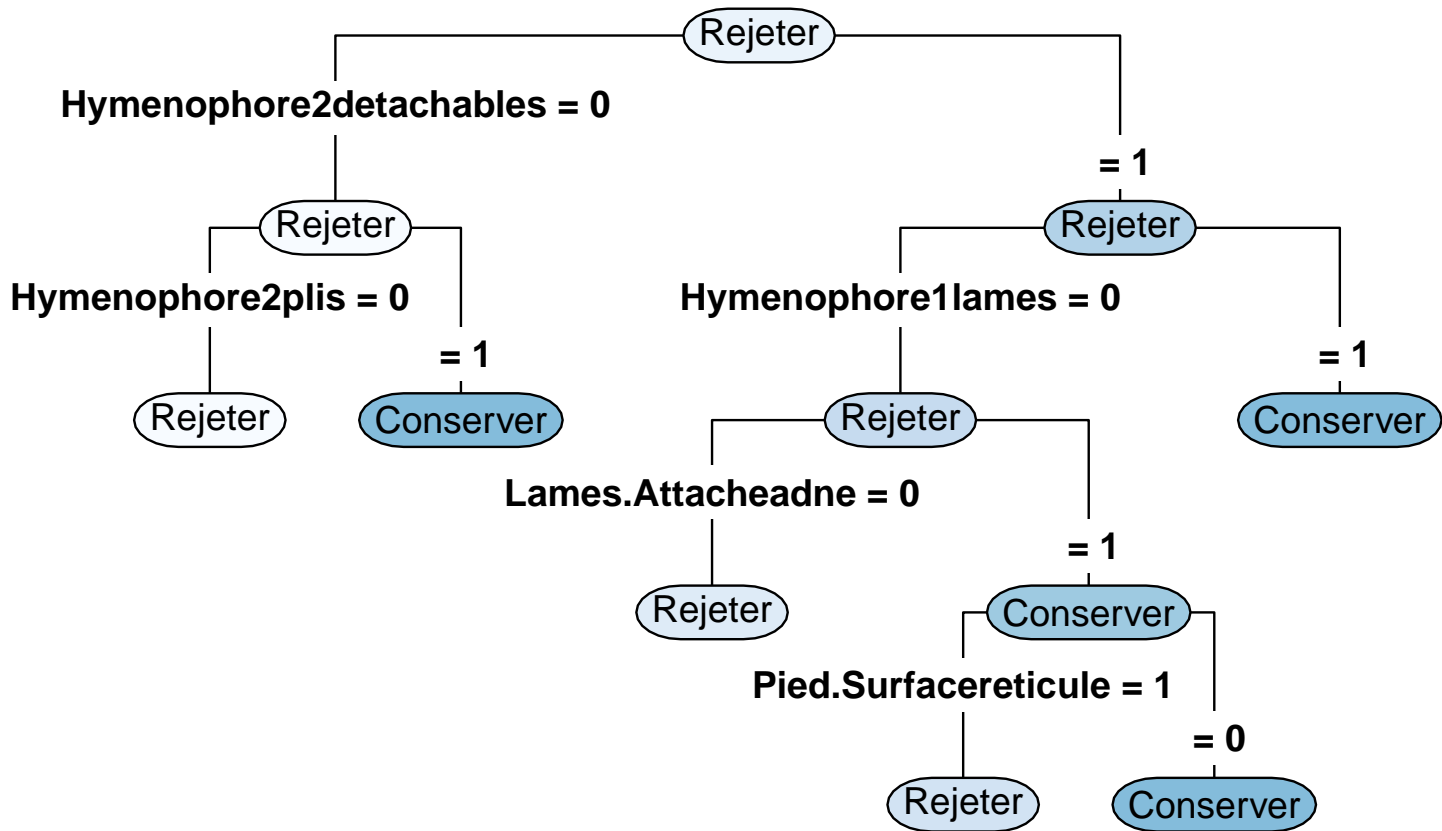 Rejeter
Hymenophore2detachables = 0
= 1
Rejeter
Rejeter
Hymenophore2plis = 0
Hymenophore1lames = 0
= 1
= 1
Rejeter
Conserver
Rejeter
Conserver
Lames.Attacheadne = 0
= 1
Rejeter
Conserver
Pied.Surfacereticule = 1
= 0
Rejeter
Conserver